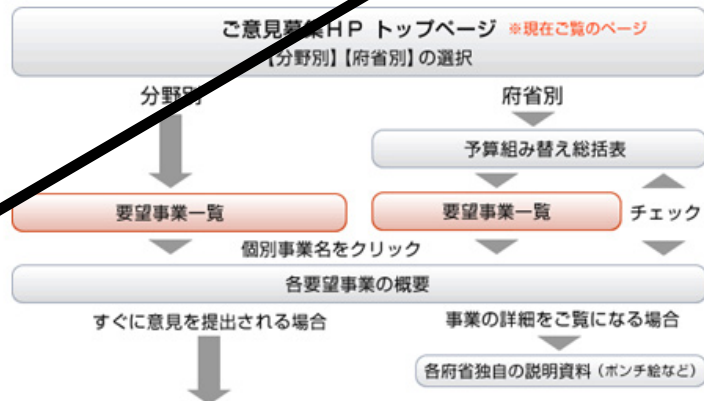 ご意見募集HP トップページ ※現在ご覧のページ
【分野別】【府省別】の選択
分野別 府省別
予算組み替え総括表
要望事業一覧 要望事業一覧 チェック
個別事業名をクリック
各要望事業の概要
すぐに意見を提出される場合 事業の詳細をご覧になる場合
各府省独自の説明資料（ポンチ絵など）